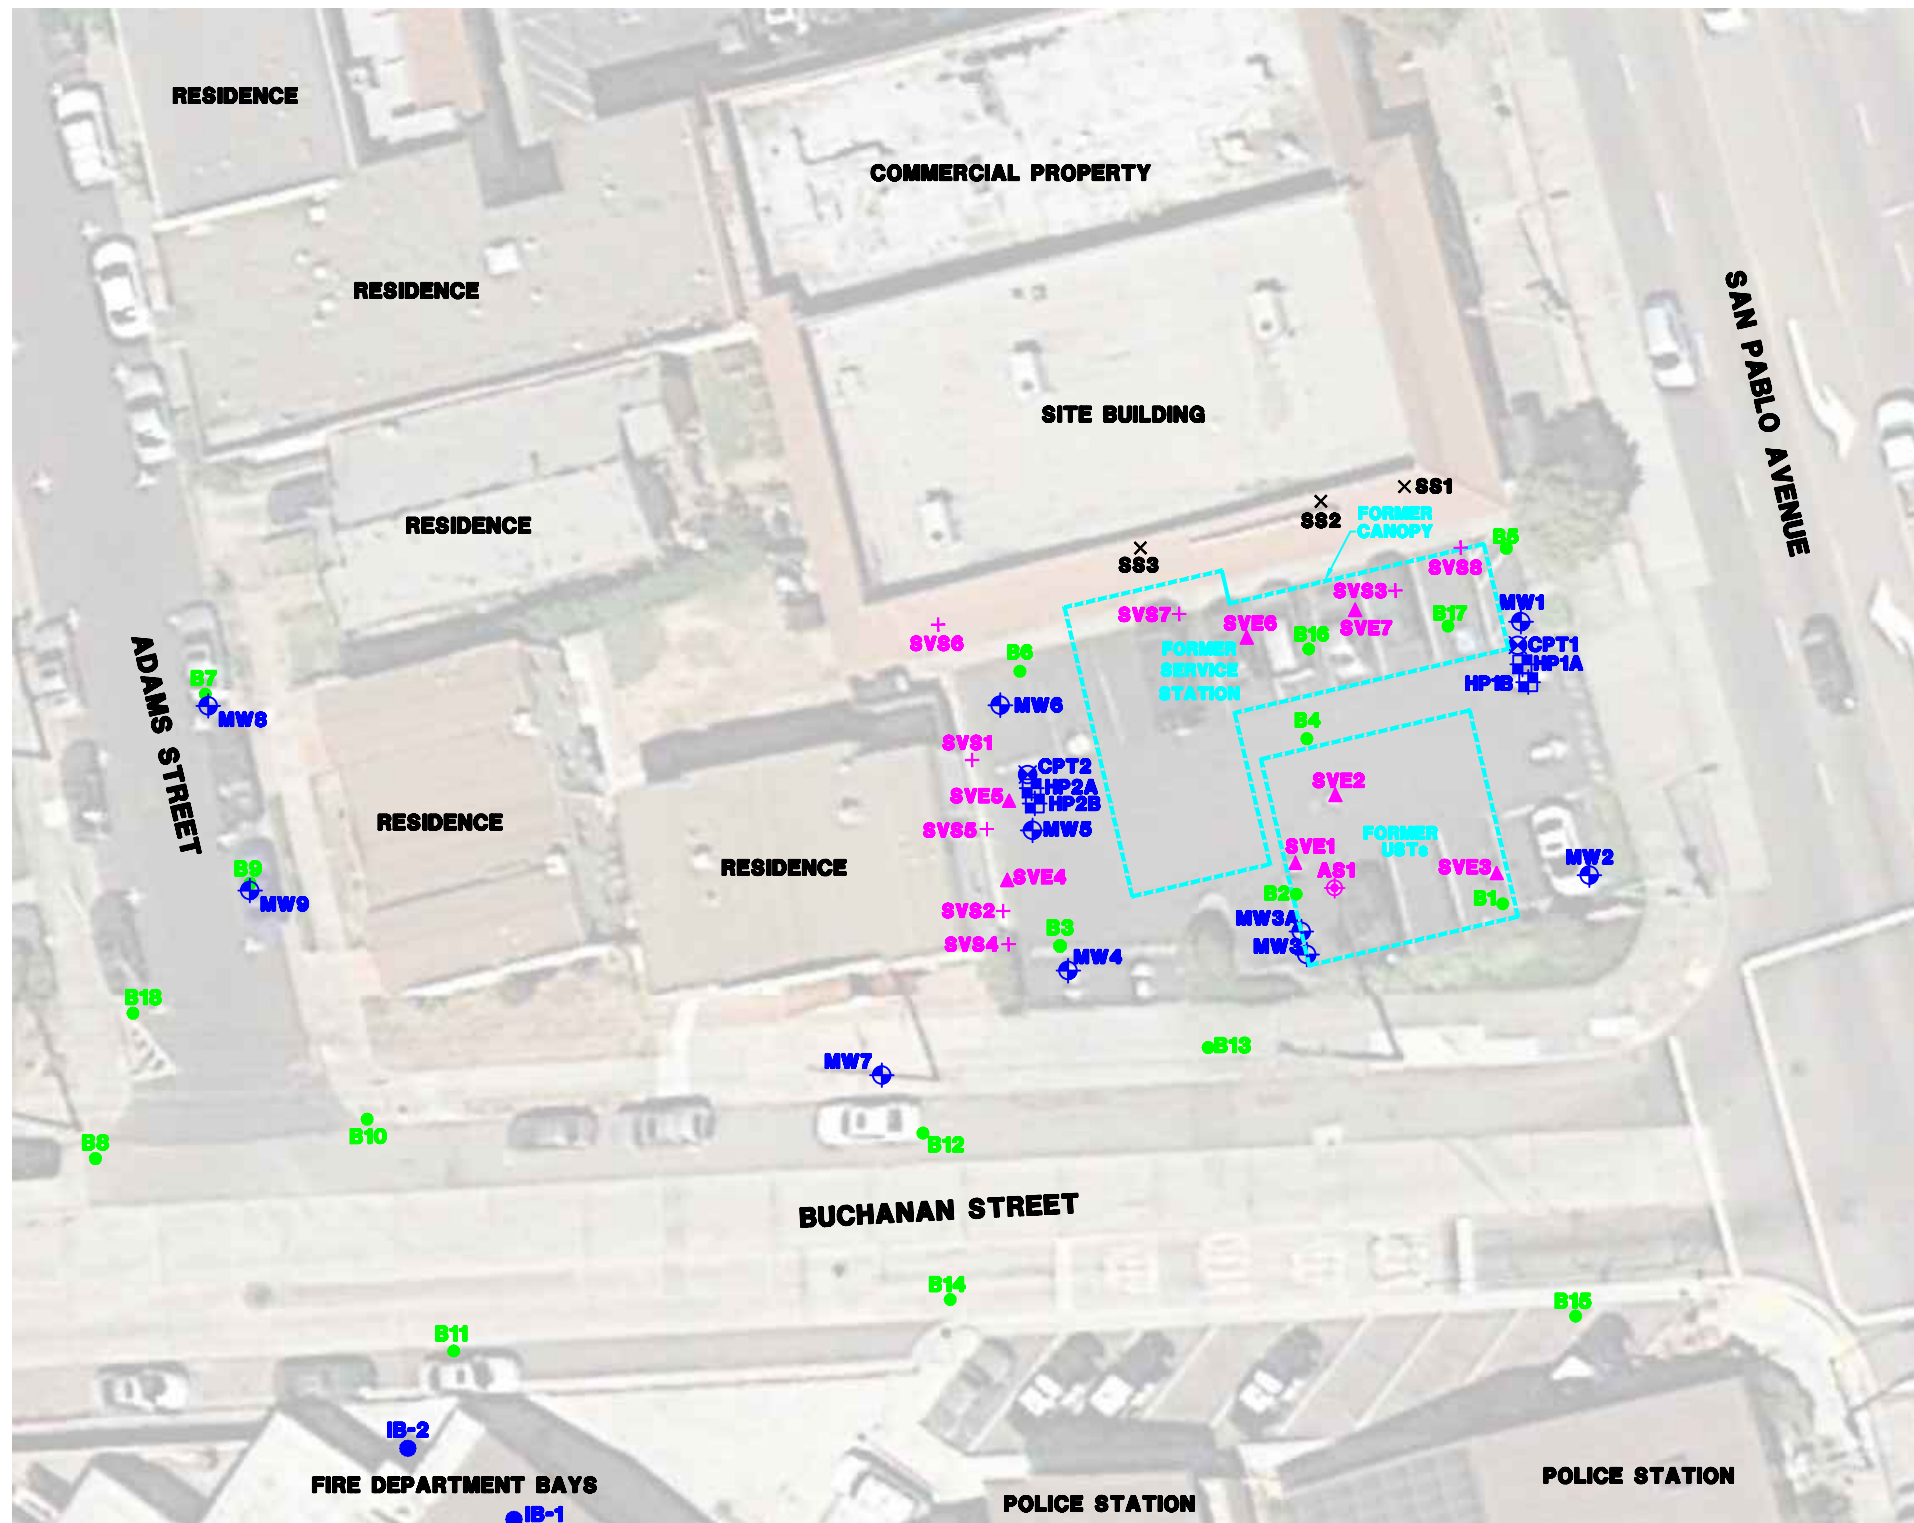 RESIDENCE
COMMERCIAL PROPERTY
RESIDENCE
SAN PABLO AVENUE
SITE BUILDING
SS1
SS2
FORMER
CANOPY
RESIDENCE
SS3
B5
SVS8
SVS3
SVS7
SVE6
SVE7
B17
MW1
SVS6
B16
CPT1
B6
FORMER
SERVICE
STATION
HP1A
HP1B
ADAMS STREET
B7
MW8
MW6
B4
SVS1
CPT2
HP2A
SVE5
HP2B
SVE2
RESIDENCE
SVS5
MW5
FORMER
USTs
SVE1
MW2
B9
RESIDENCE
SVE4
AS1
SVE3
MW9
SVS2
B2
B1
B3
MW3A
SVS4
MW4
MW3
B18
B13
MW7
B8
B10
B12
BUCHANAN STREET
B14
B15
B11
IB-2
FIRE DEPARTMENT BAYS
POLICE STATION
POLICE STATION
IB-1